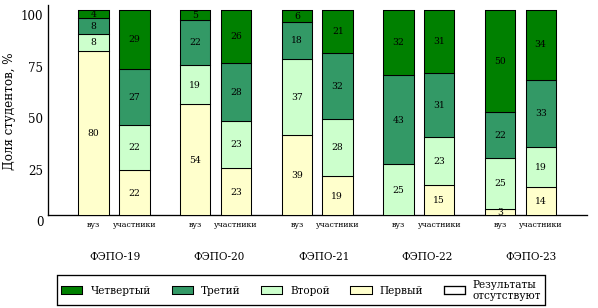 Доля студентов, %
100
75
50
25
0
4 29 5 26 6 21 32 31 50 34
8 27 22 28 18 32 43 31 22 33
8 22 19 23 37 28 25 23 25 19
80 22 54 23 39 19 15 3 14
вуз участники вуз участники вуз участники вуз участники вуз участники
ФЭПО-19 ФЭПО-20 ФЭПО-21 ФЭПО-22 ФЭПО-23
Четвертый Третий Второй Первый Результаты
отсутствуют